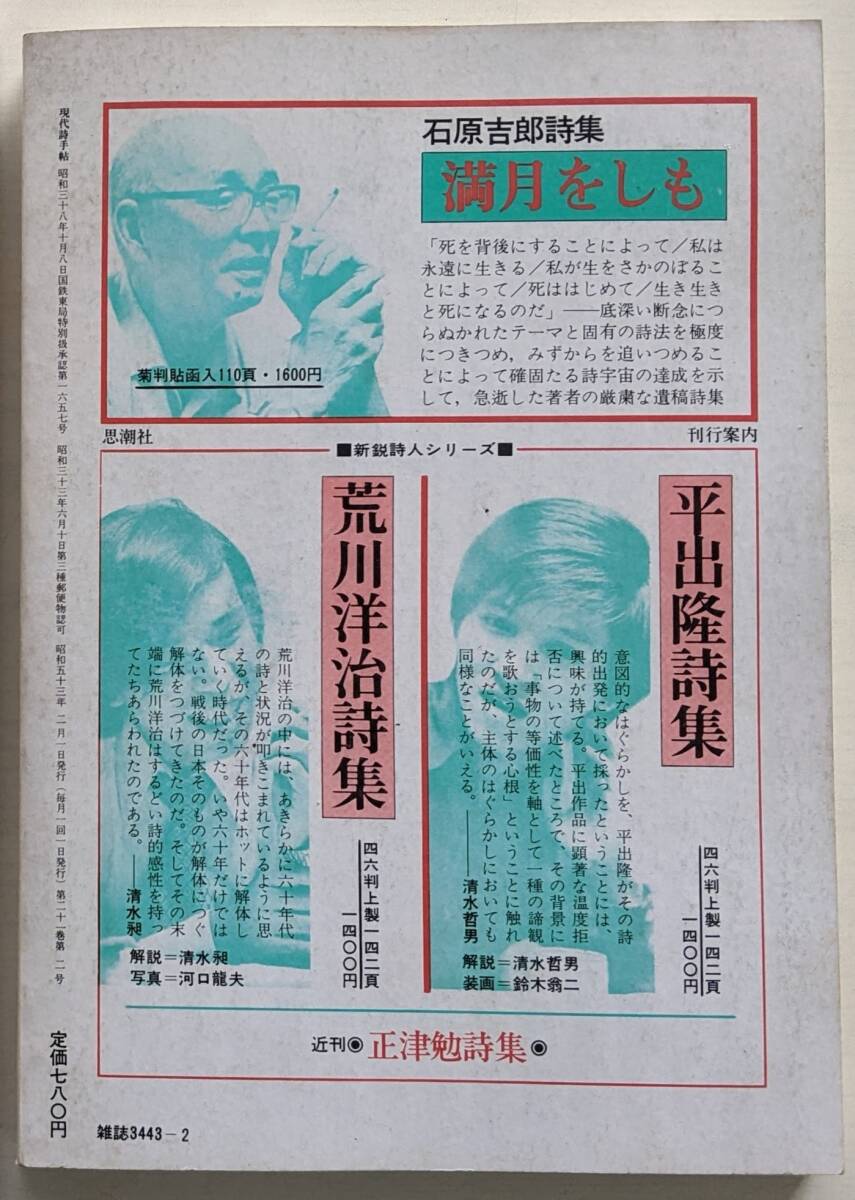 現代詩手帖　昭和三十八年十月八日国鉄東局特別扱承認第一六五七号　昭和三十三年六月十日第三種郵便物認可　昭和五十三年二月一日発行（毎月一回一日発行）第二十一巻第二号
定価七八〇円
石原吉郎詩集
満月をしも
「死を背後にすることによって／私は
永遠に生きる／私が生をさかのぼるこ
とによって／死ははじめて／生き生き
と死になるのだ」――底深い断念につ
らぬかれたテーマと固有の詩法を極度
につきつめ，みずからを追いつめるこ
とによって確固たる詩宇宙の達成を示
して，急逝した著者の厳粛な遺稿詩集
菊判貼函入110頁・1600円
思潮社
刊行案内
■新鋭詩人シリーズ■
平出隆詩集
四六判上製一四二頁
一四〇〇円
意図的なはぐらかしを、平出隆がその詩
的出発において採ったということには、
興味が持てる。平出作品に顕著な温度拒
否について述べたところで、その背景に
は「事物の等価性を軸として一種の諦観
を歌おうとする心根」ということに触れ
たのだが、主体のはぐらかしにおいても
同様なことがいえる。――清水哲男
解説＝清水哲男
装画＝鈴木翁二
荒川洋治詩集
四六判上製一四二頁
一四〇〇円
荒川洋治の中には、あきらかに六十年代
の詩と状況が叩きこまれているように思
えるが、その六十年代はホットに解体し
ていく時代だった。いや六十年だけでは
ない。戦後の日本そのものが解体につぐ
解体をつづけてきたのだ。そしてその末
端に荒川洋治はするどい詩的感性を持っ
てたちあらわれたのである。――清水昶
解説＝清水昶
写真＝河口龍夫
近刊◉正津勉詩集◉
雑誌3443－2